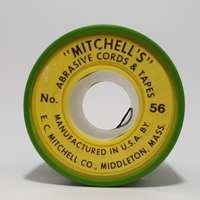 "MITCHELL'S"
ABRASIVE CORDS & TAPES
No. 56
MANUFACTURED IN U.S.A. BY
E. C. MITCHELL CO., MIDDLETON, MASS.